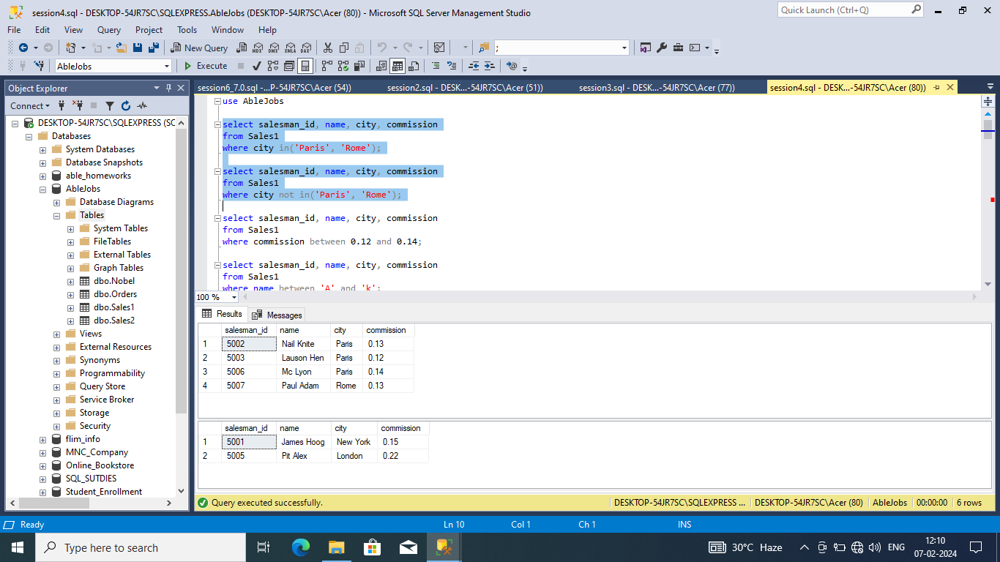 session4.sql - DESKTOP-54JR7SC\SQLEXPRESS.AbleJobs (DESKTOP-54JR7SC\Acer (80)) - Microsoft SQL Server Management Studio
Quick Launch (Ctrl+Q)
File Edit View Query Project Tools Window Help
New Query MDX DMX XMLA DAX ;
AbleJobs Execute
Object Explorer
session6_7.0.sql -...P-54JR7SC\Acer (54)) session2.sql - DESK...-54JR7SC\Acer (51)) session3.sql - DESK...-54JR7SC\Acer (77)) session4.sql - DESK...-54JR7SC\Acer (80))
Connect
DESKTOP-54JR7SC\SQLEXPRESS (SC
Databases
System Databases
Database Snapshots
able_homeworks
AbleJobs
Database Diagrams
Tables
System Tables
FileTables
External Tables
Graph Tables
dbo.Nobel
dbo.Orders
dbo.Sales1
dbo.Sales2
Views
External Resources
Synonyms
Programmability
Query Store
Service Broker
Storage
Security
flim_info
MNC_Company
Online_Bookstore
SQL_SUTDIES
Student_Enrollment
use AbleJobs
select salesman_id, name, city, commission
from Sales1
where city in('Paris', 'Rome');
select salesman_id, name, city, commission
from Sales1
where city not in('Paris', 'Rome');
select salesman_id, name, city, commission
from Sales1
where commission between 0.12 and 0.14;
select salesman_id, name, city, commission
from Sales1
where name between 'A' and 'k';
100 %
Results Messages
salesman_id name city commission
1 5002 Nail Knite Paris 0.13
2 5003 Lauson Hen Paris 0.12
3 5006 Mc Lyon Paris 0.14
4 5007 Paul Adam Rome 0.13
salesman_id name city commission
1 5001 James Hoog New York 0.15
2 5005 Pit Alex London 0.22
Query executed successfully. DESKTOP-54JR7SC\SQLEXPRESS ... DESKTOP-54JR7SC\Acer (80) AbleJobs 00:00:00 6 rows
Ready Ln 10 Col 1 Ch 1 INS
Type here to search 30°C Haze ENG 12:10
07-02-2024